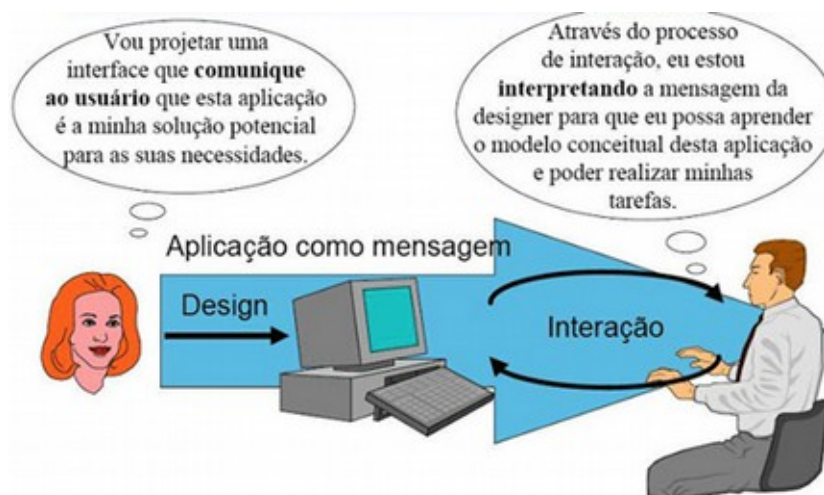 Vou projetar uma
interface que comunique
ao usuário que esta aplicação
é a minha solução potencial
para as suas necessidades.
Através do processo
de interação, eu estou
interpretando a mensagem da
designer para que eu possa aprender
o modelo conceitual desta aplicação
e poder realizar minhas
tarefas.
Aplicação como mensagem
Design
Interação